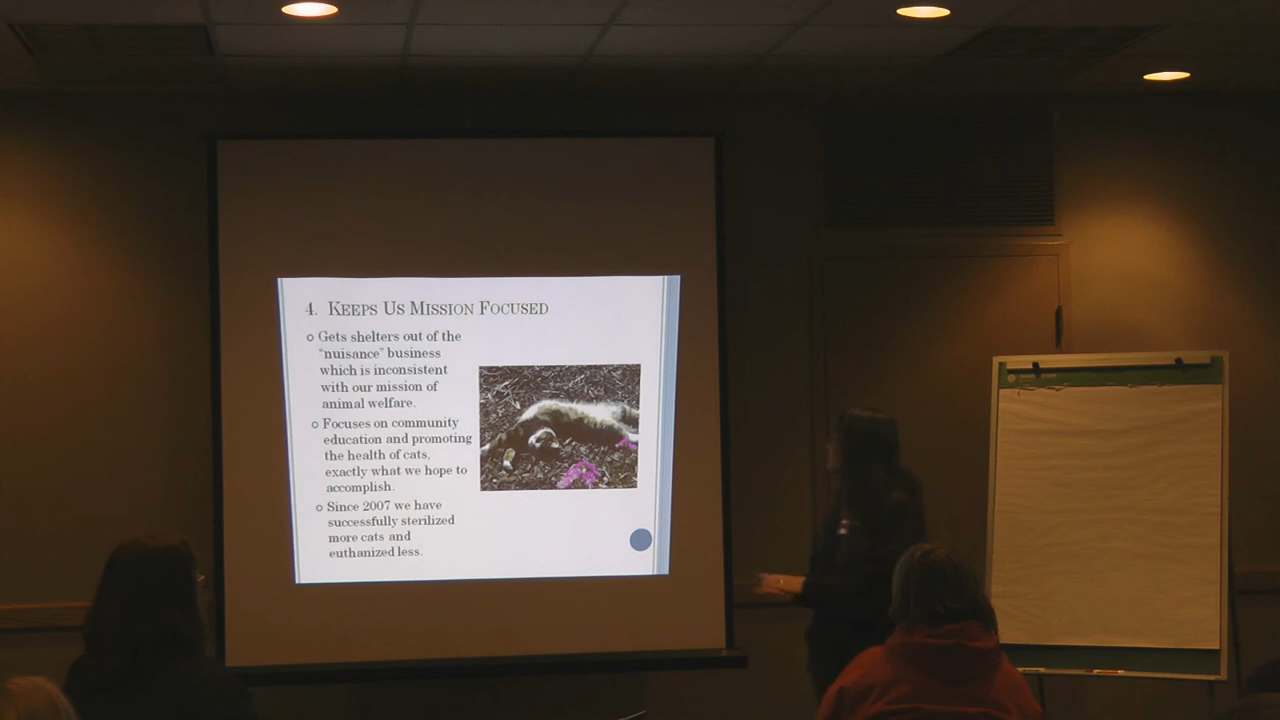 4. Keeps Us Mission Focused
Gets shelters out of the
"nuisance" business
which is inconsistent
with our mission of
animal welfare.
Focuses on community
education and promoting
the health of cats,
exactly what we hope to
accomplish.
Since 2007 we have
successfully sterilized
more cats and
euthanized less.